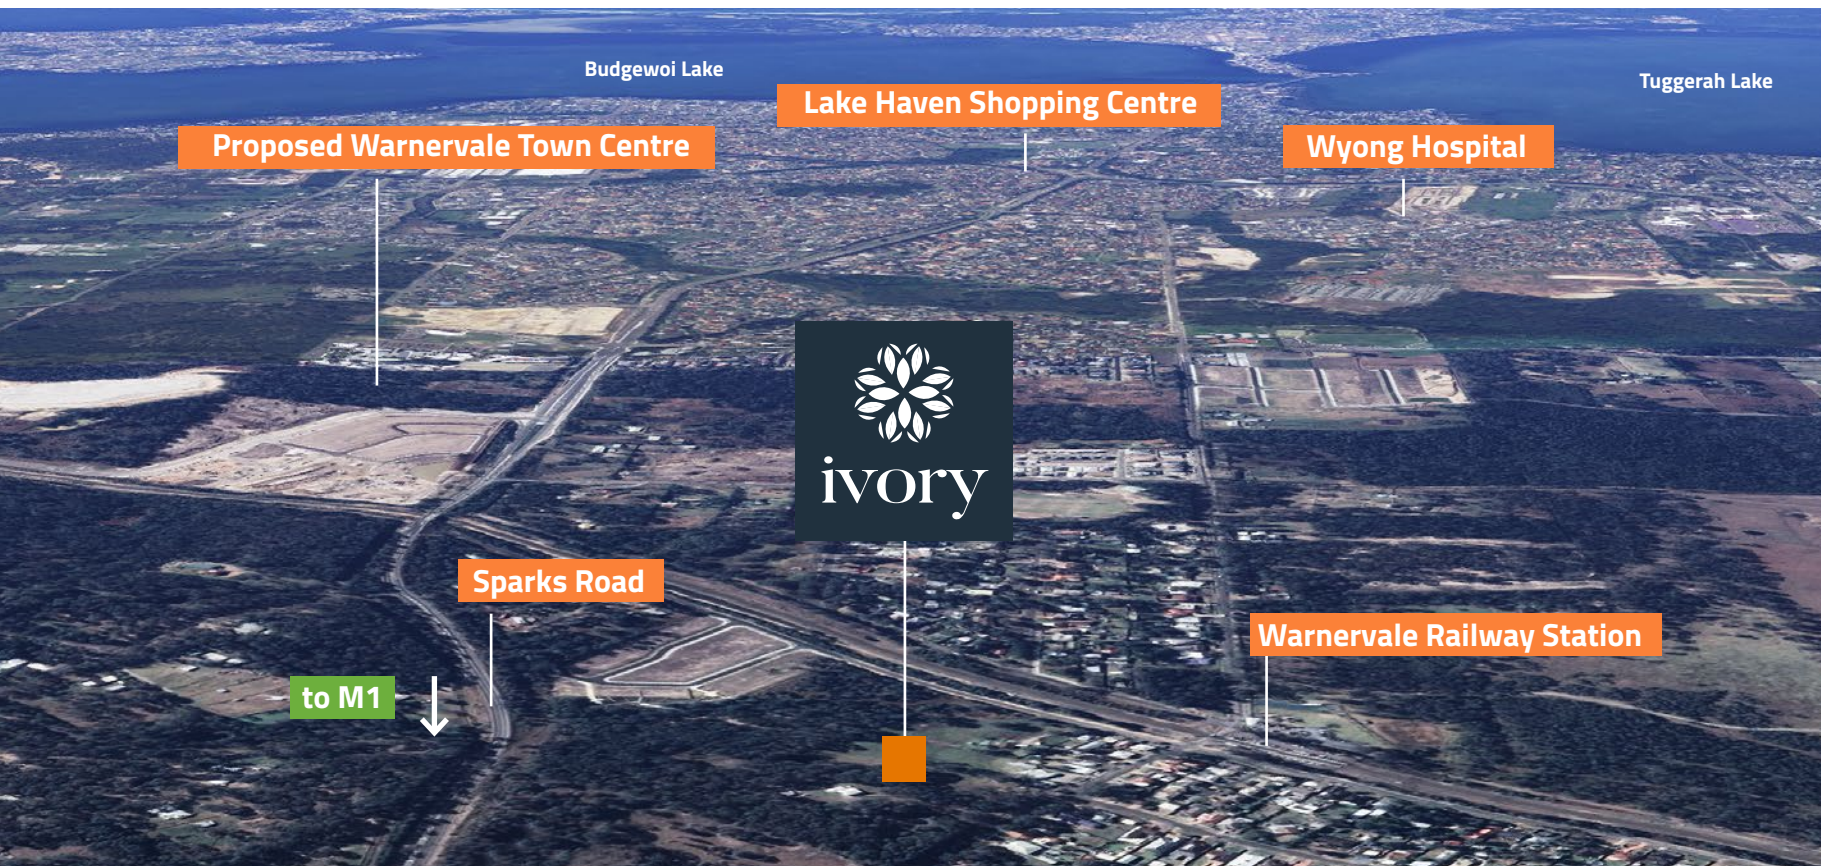 Budgewoi Lake
Tuggerah Lake
Lake Haven Shopping Centre
Proposed Warnervale Town Centre
Wyong Hospital
ivory
Sparks Road
Warnervale Railway Station
to M1